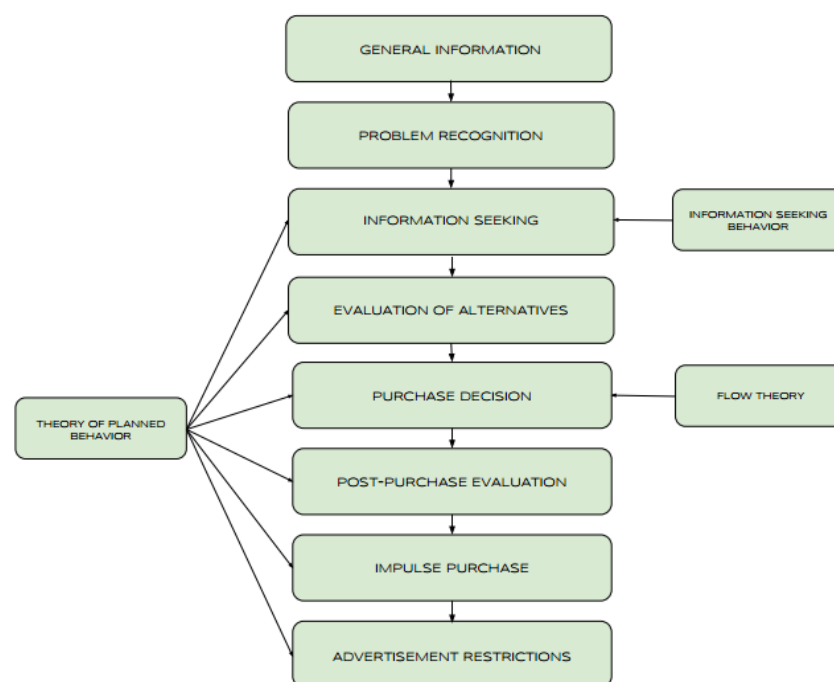 GENERAL INFORMATION
PROBLEM RECOGNITION
INFORMATION SEEKING
INFORMATION SEEKING
BEHAVIOR
EVALUATION OF ALTERNATIVES
PURCHASE DECISION
FLOW THEORY
THEORY OF PLANNED
BEHAVIOR
POST-PURCHASE EVALUATION
IMPULSE PURCHASE
ADVERTISEMENT RESTRICTIONS